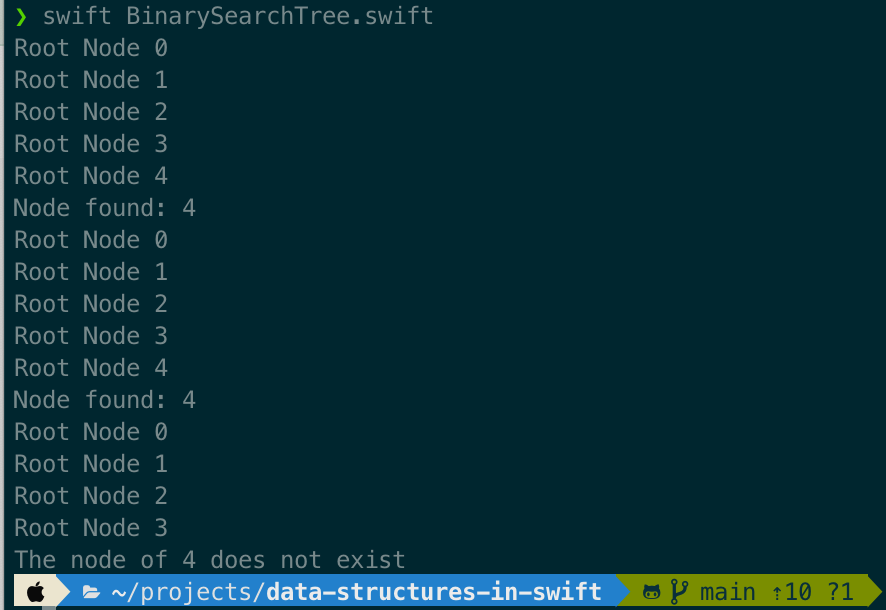 ❯ swift BinarySearchTree.swift
Root Node 0
Root Node 1
Root Node 2
Root Node 3
Root Node 4
Node found: 4
Root Node 0
Root Node 1
Root Node 2
Root Node 3
Root Node 4
Node found: 4
Root Node 0
Root Node 1
Root Node 2
Root Node 3
The node of 4 does not exist
~/projects/data-structures-in-swift main ⇡10 ?1